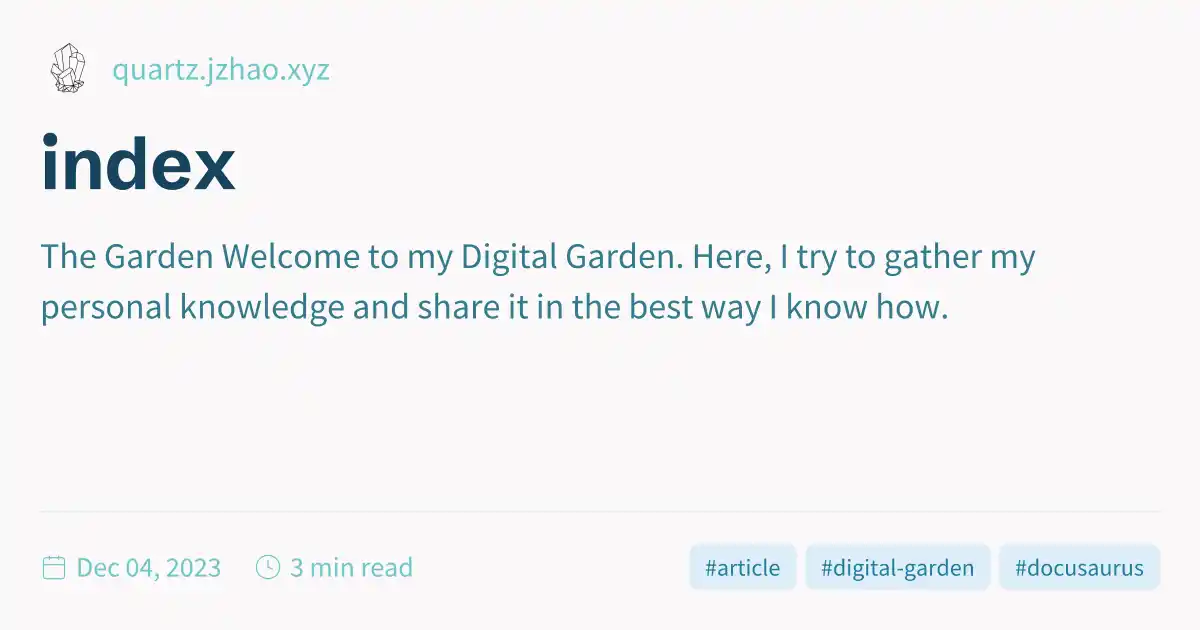 quartz.jzhao.xyz
index
The Garden Welcome to my Digital Garden. Here, I try to gather my
personal knowledge and share it in the best way I know how.
Dec 04, 2023 3 min read #article #digital-garden #docusaurus